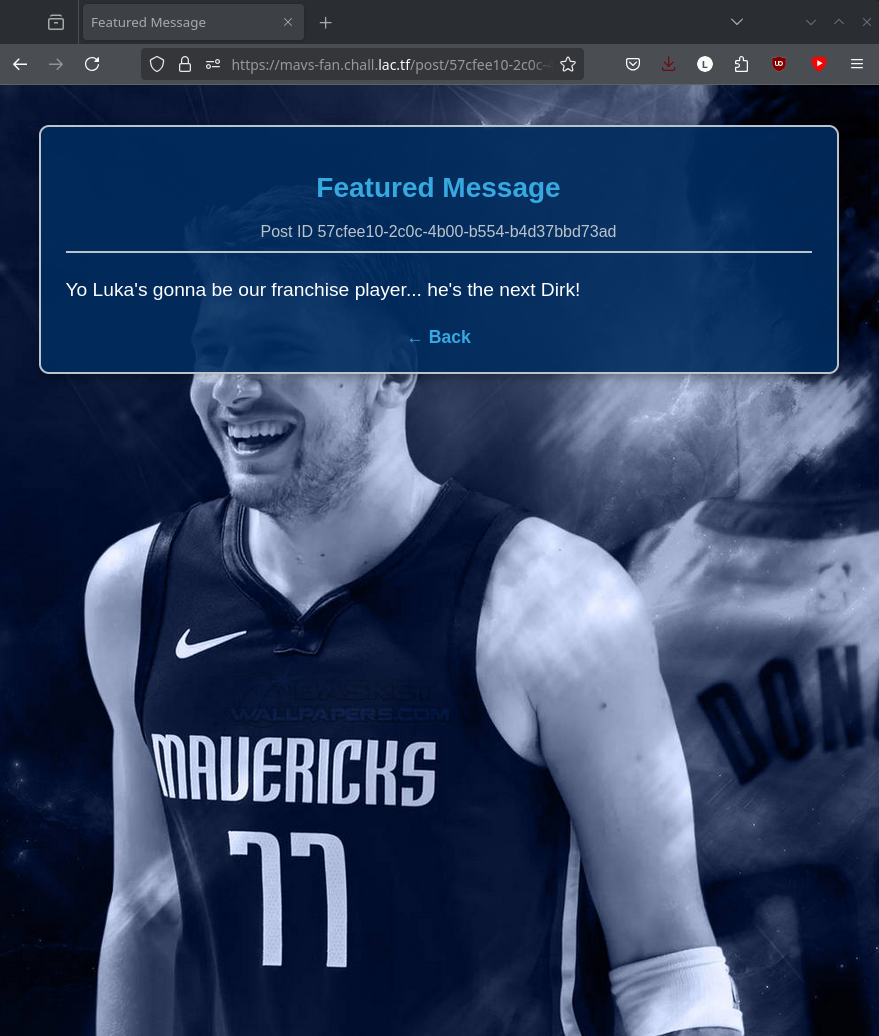 Featured Message
https://mavs-fan.chall.lac.tf/post/57cfee10-2c0c-
L
UD
Featured Message
Post ID 57cfee10-2c0c-4b00-b554-b4d37bbd73ad
Yo Luka's gonna be our franchise player... he's the next Dirk!
← Back
WALLPAPERS.COM
MAVERICKS
77
DON